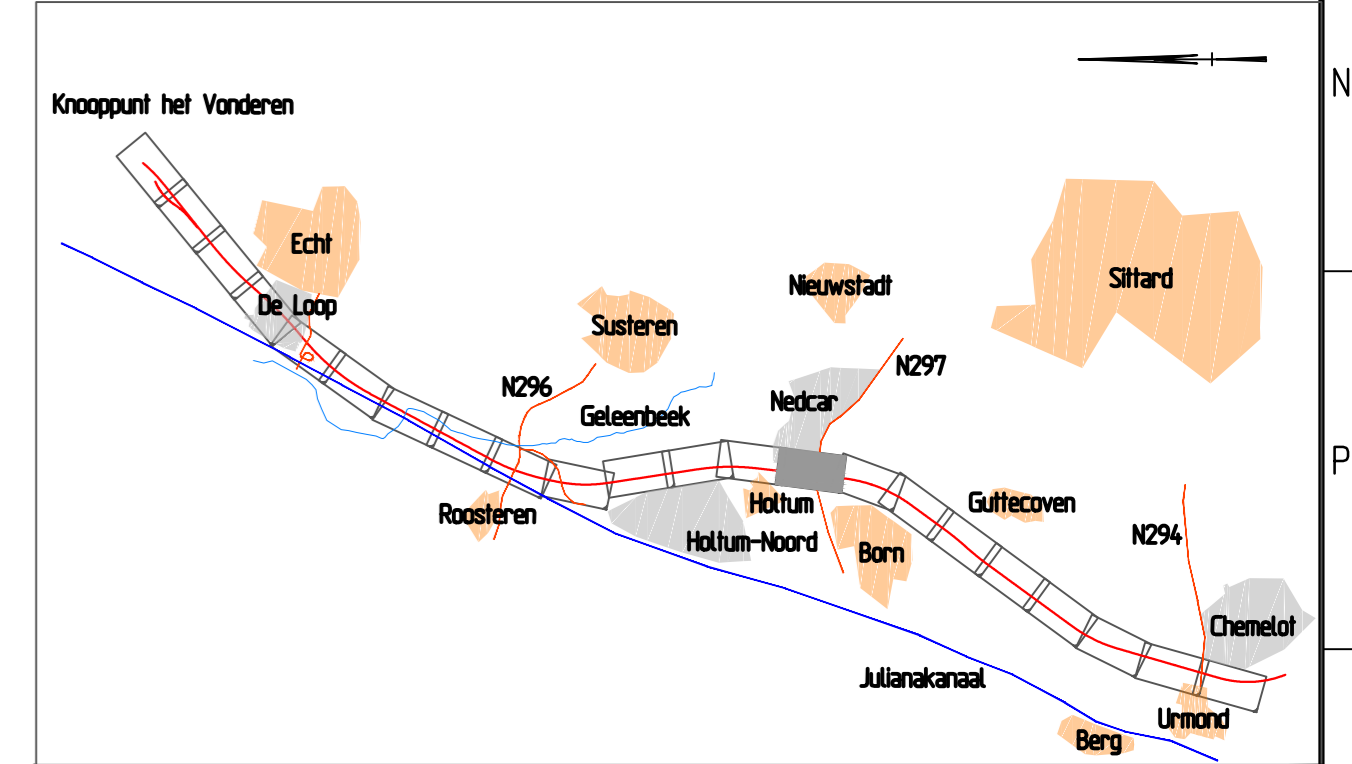 N
Knooppunt het Vonderen
Echt
Nieuwstadt
Sittard
De Loop
Susteren
N297
N296
Nedcar
Geleenbeek
P
Holtum
Guttecoven
Roosteren
N294
Holtum-Noord
Born
Chemelot
Julianakanaal
Urmond
Berg